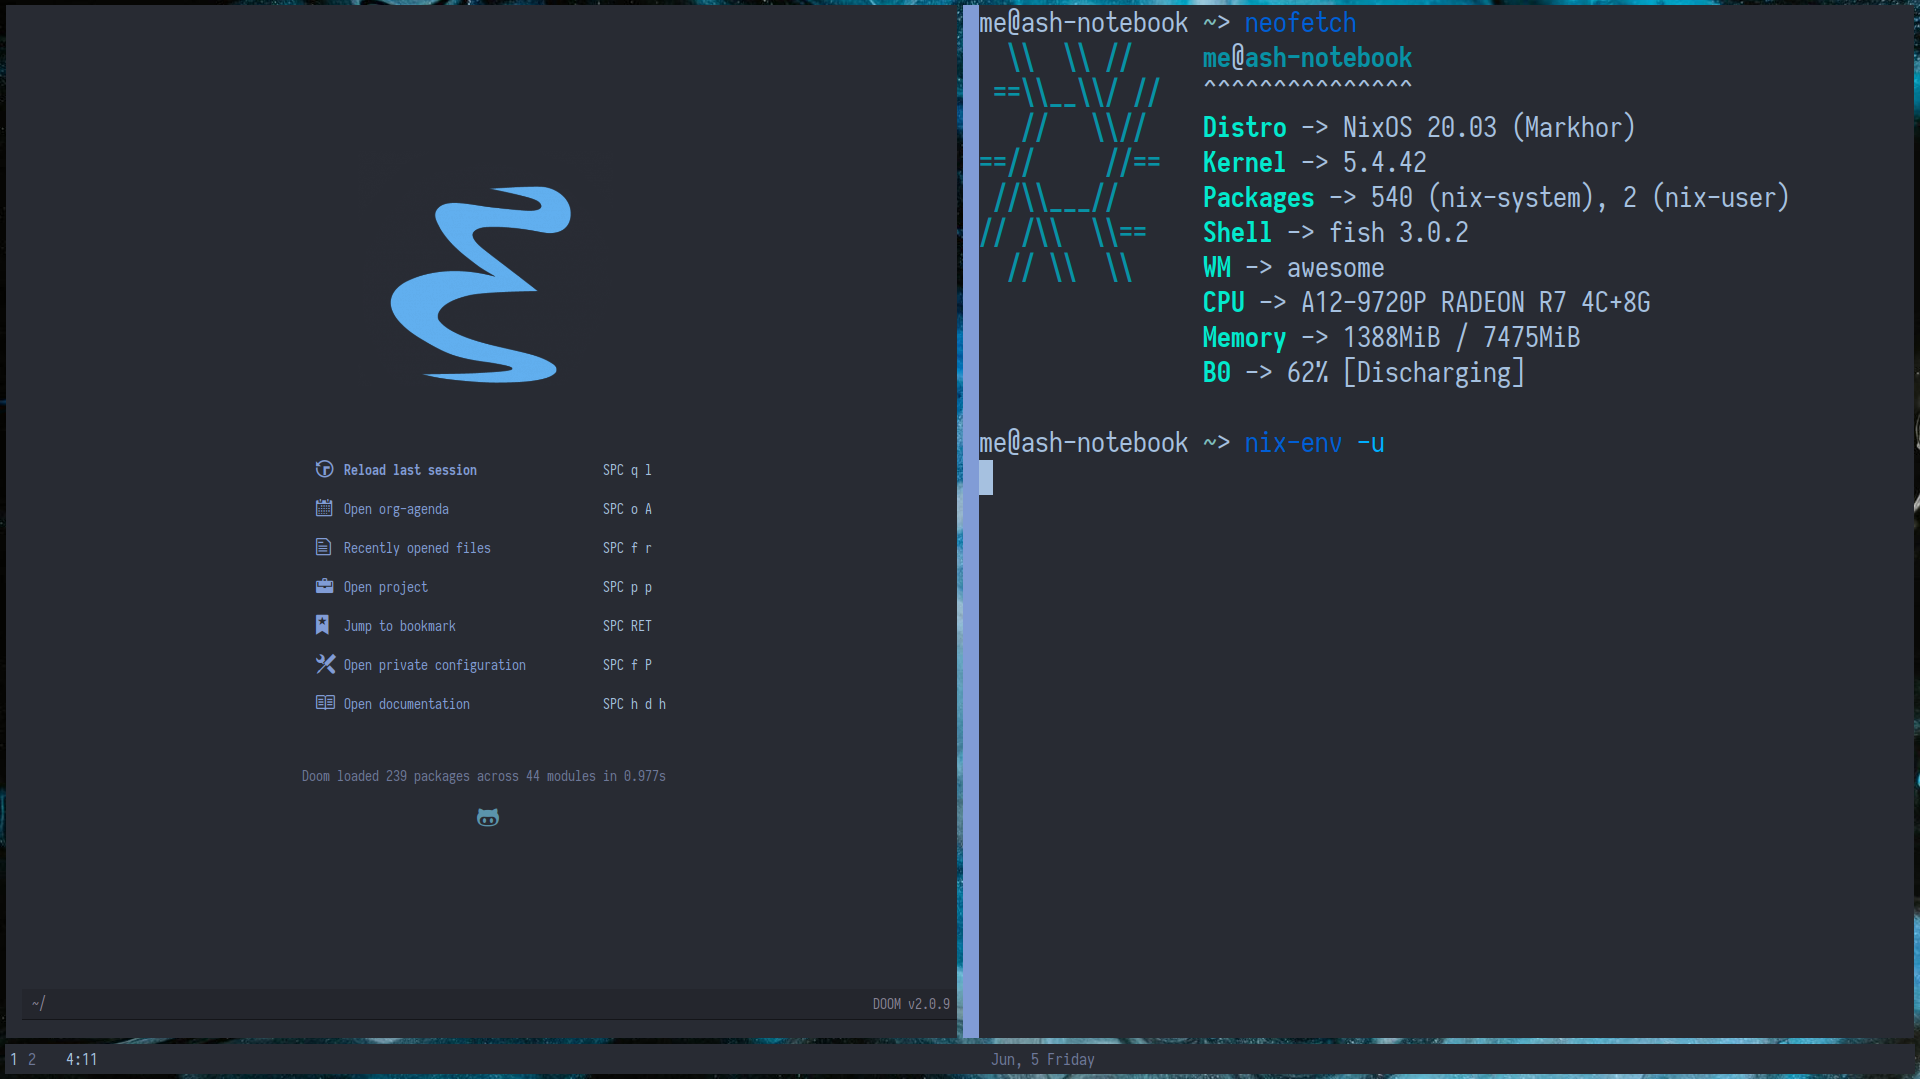 Reload last session SPC q l
Open org-agenda SPC o A
Recently opened files SPC f r
Open project SPC p p
Jump to bookmark SPC RET
Open private configuration SPC f P
Open documentation SPC h d h
Doom loaded 239 packages across 44 modules in 0.977s
~/ DOOM v2.0.9
me@ash-notebook ~> neofetch
  \\   \\ //     me@ash-notebook
 ==\\__\\/ //    ^^^^^^^^^^^^^^^
   //   \\//     Distro -> NixOS 20.03 (Markhor)
==//     //==    Kernel -> 5.4.42
 //\\___//       Packages -> 540 (nix-system), 2 (nix-user)
// /\\  \\==     Shell -> fish 3.0.2
  // \\  \\      WM -> awesome
CPU -> A12-9720P RADEON R7 4C+8G
Memory -> 1388MiB / 7475MiB
B0 -> 62% [Discharging]
me@ash-notebook ~> nix-env -u
1 2 4:11 Jun, 5 Friday